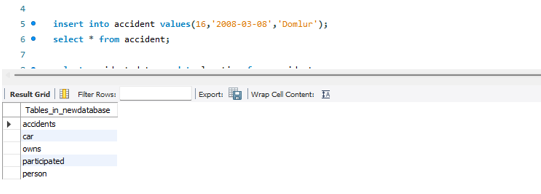 4
5 insert into accident values(16,'2008-03-08','Domlur');
6 select * from accident;
7
Result Grid Filter Rows: Export: Wrap Cell Content:
Tables_in_newdatabase
accidents
car
owns
participated
person